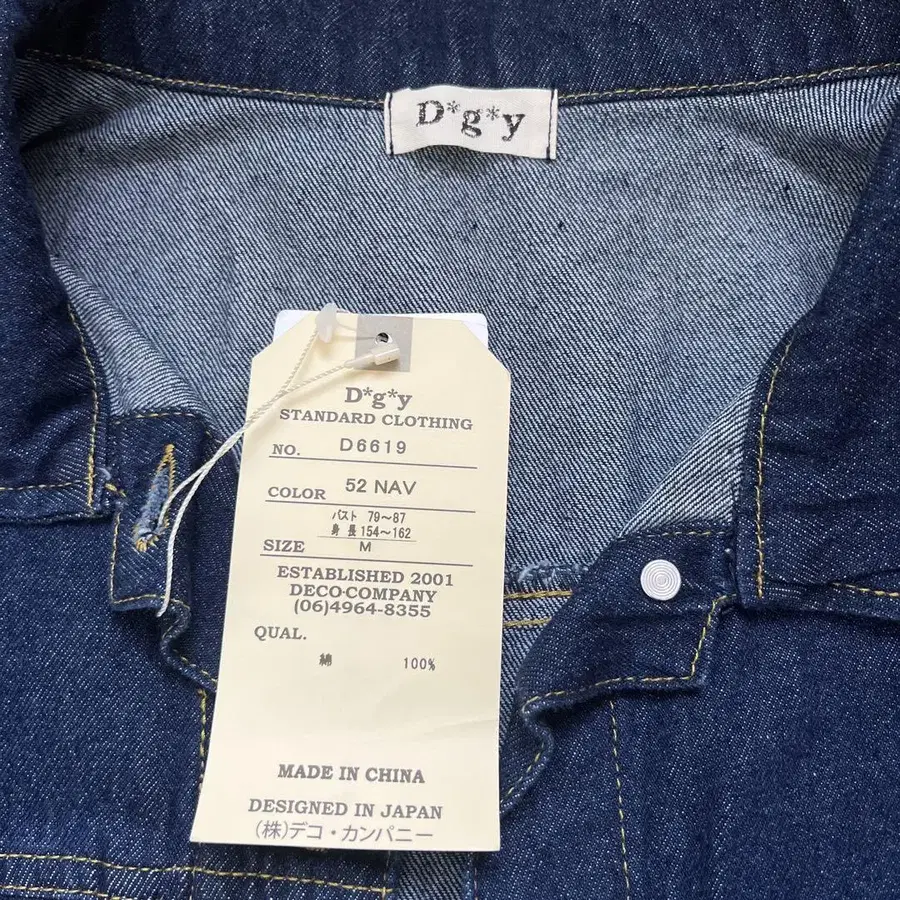 D*g*y
D*g*y
STANDARD CLOTHING
NO. D6619
COLOR 52 NAV
バスト 79～87
身 長 154～162
SIZE M
ESTABLISHED 2001
DECO·COMPANY
(06)4964-8355
QUAL.
綿 100%
MADE IN CHINA
DESIGNED IN JAPAN
(株)デコ・カンパニー